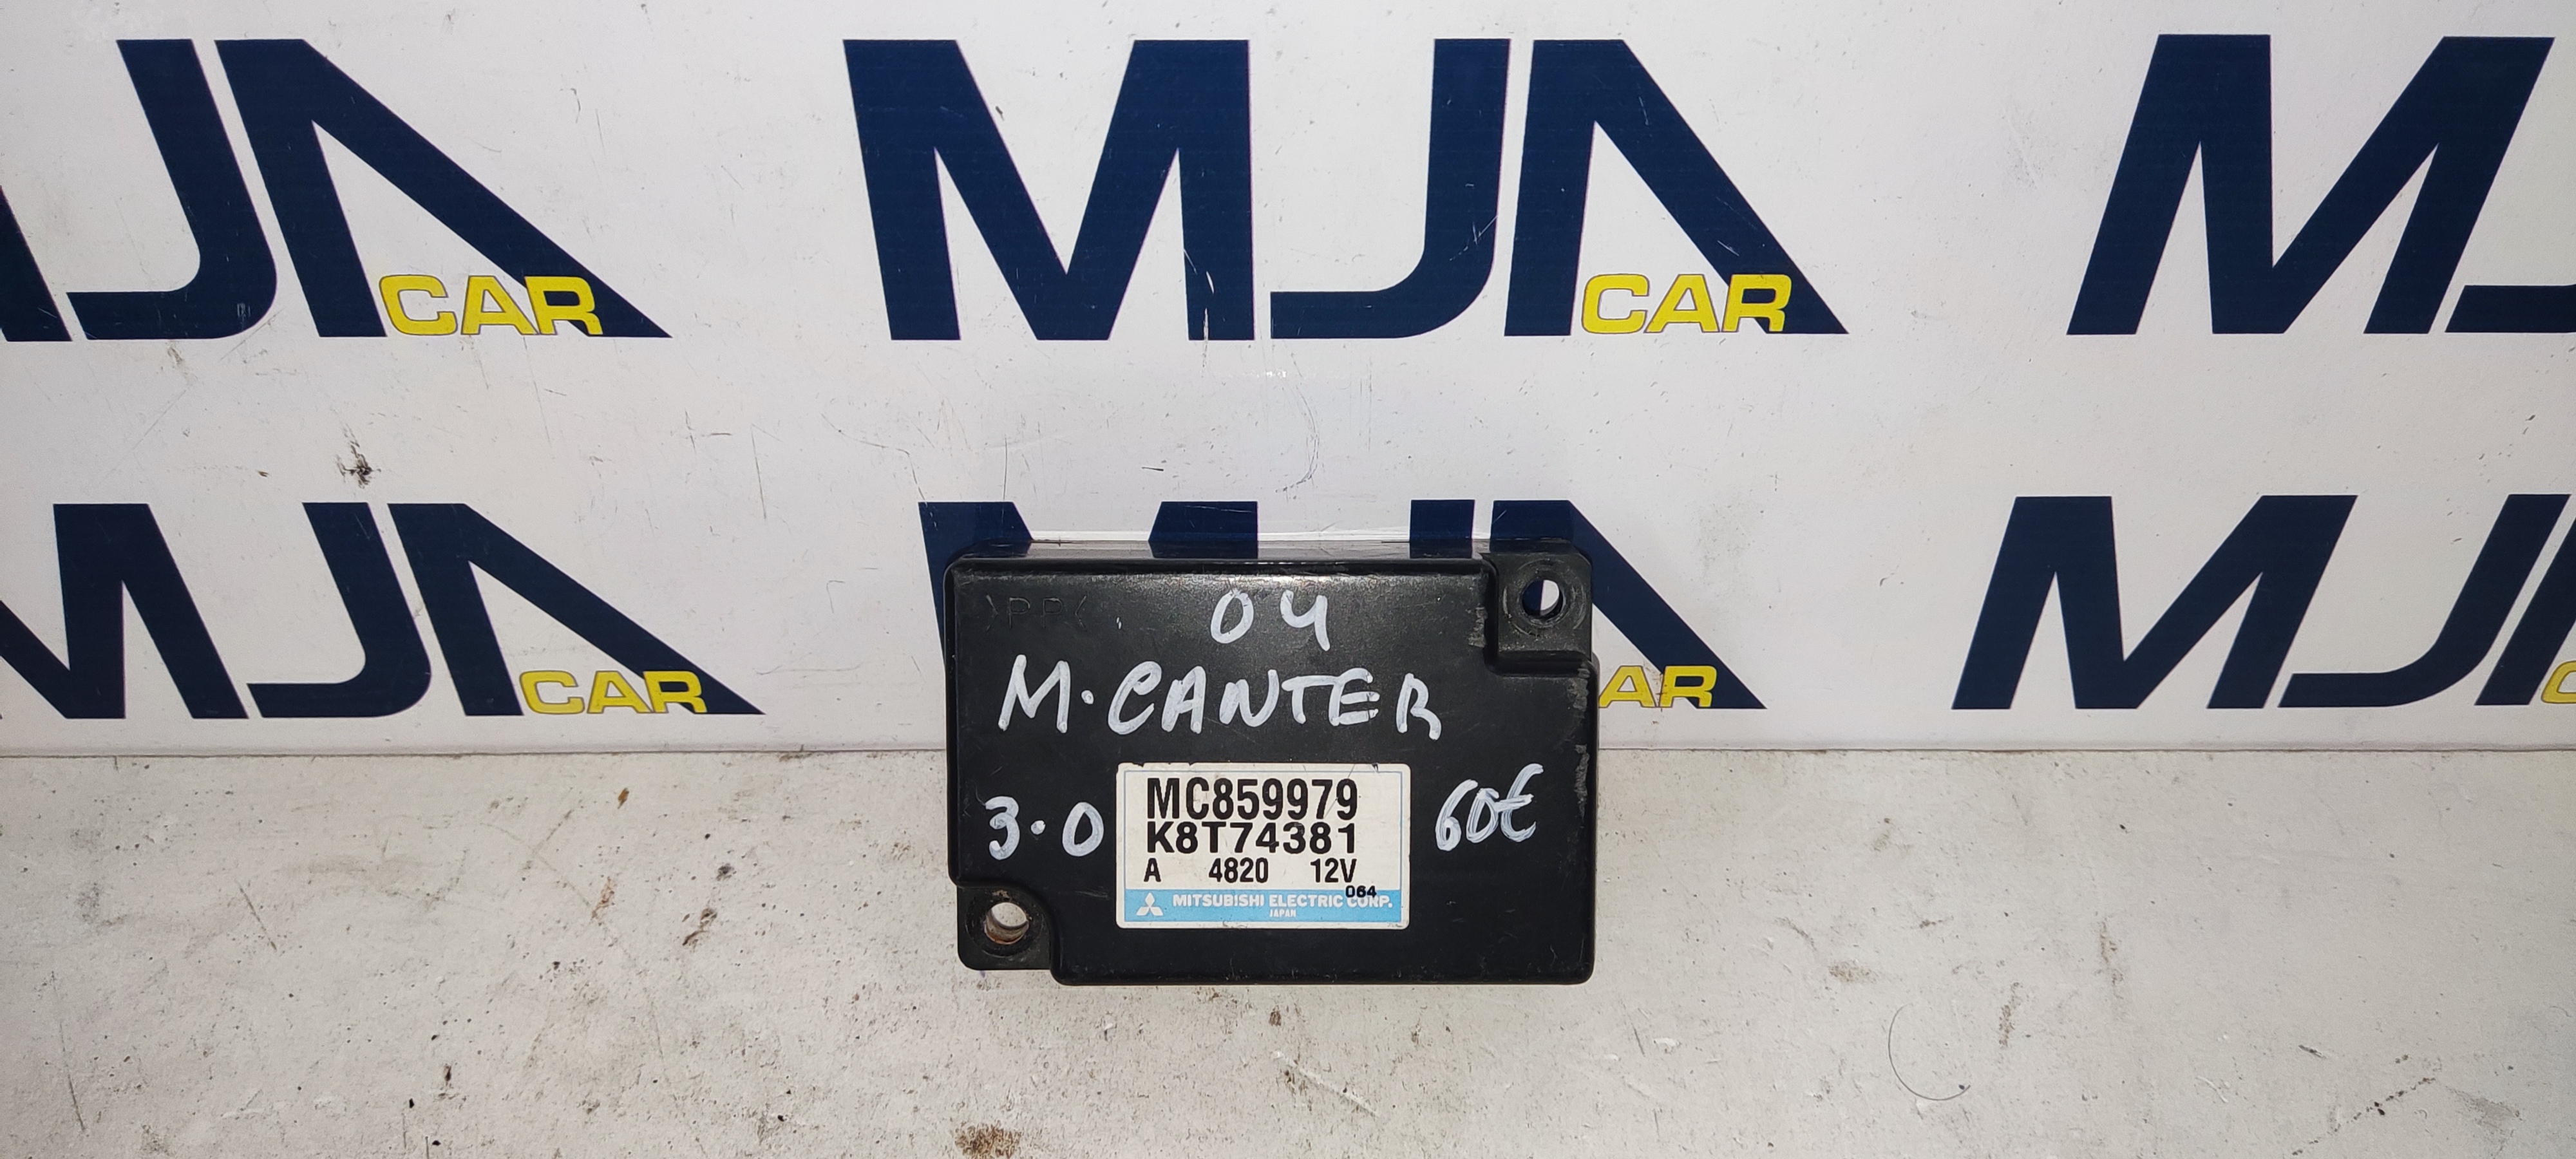 MJA CAR
MJA CAR
M
MJA CAR
MJA CAR
MJA C
>PP<
04
M·CANTER
3.0
60€
MC859979
K8T74381
A 4820 12V
064
MITSUBISHI ELECTRIC CORP.
JAPAN